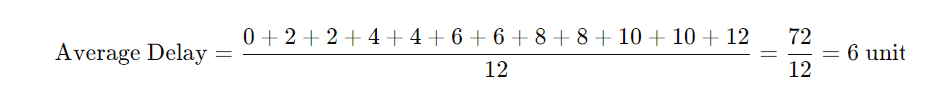 Average Delay = (0 + 2 + 2 + 4 + 4 + 6 + 6 + 8 + 8 + 10 + 10 + 12) / 12 = 72 / 12 = 6 unit